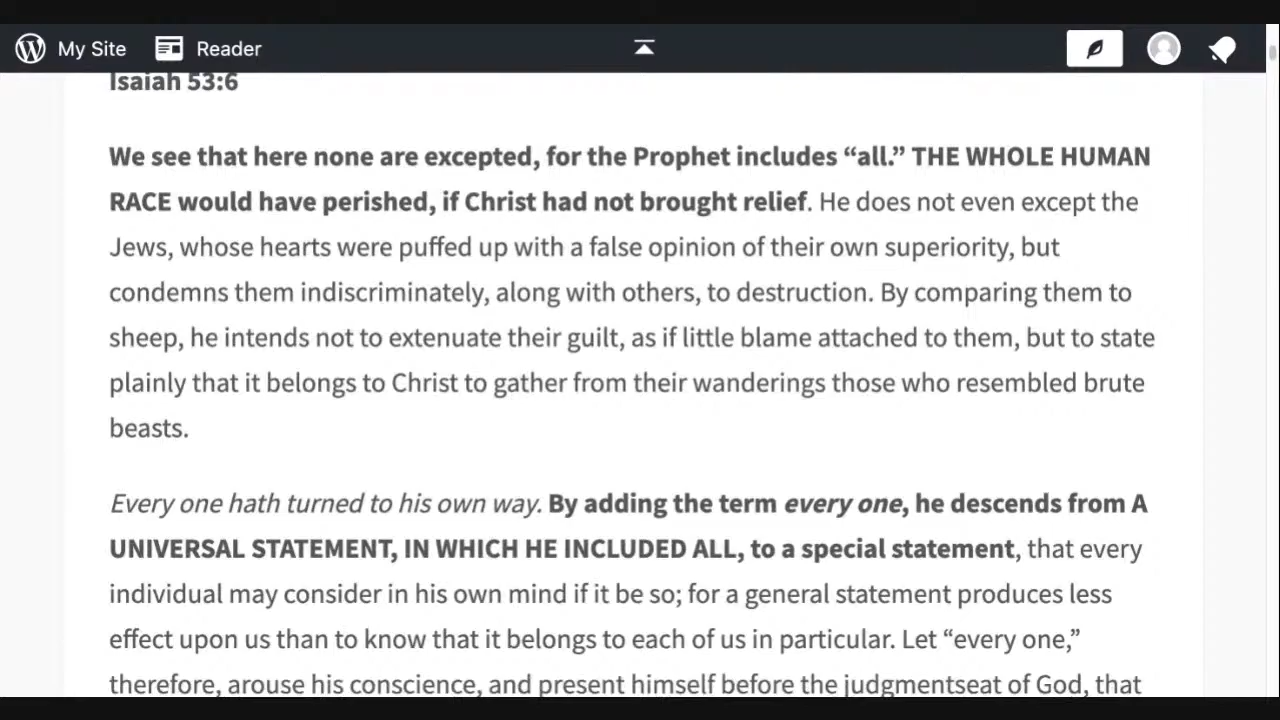 My Site Reader
Isaiah 53:6
We see that here none are excepted, for the Prophet includes “all.” THE WHOLE HUMAN
RACE would have perished, if Christ had not brought relief. He does not even except the
Jews, whose hearts were puffed up with a false opinion of their own superiority, but
condemns them indiscriminately, along with others, to destruction. By comparing them to
sheep, he intends not to extenuate their guilt, as if little blame attached to them, but to state
plainly that it belongs to Christ to gather from their wanderings those who resembled brute
beasts.
Every one hath turned to his own way. By adding the term every one, he descends from A
UNIVERSAL STATEMENT, IN WHICH HE INCLUDED ALL, to a special statement, that every
individual may consider in his own mind if it be so; for a general statement produces less
effect upon us than to know that it belongs to each of us in particular. Let “every one,”
therefore, arouse his conscience, and present himself before the judgmentseat of God, that